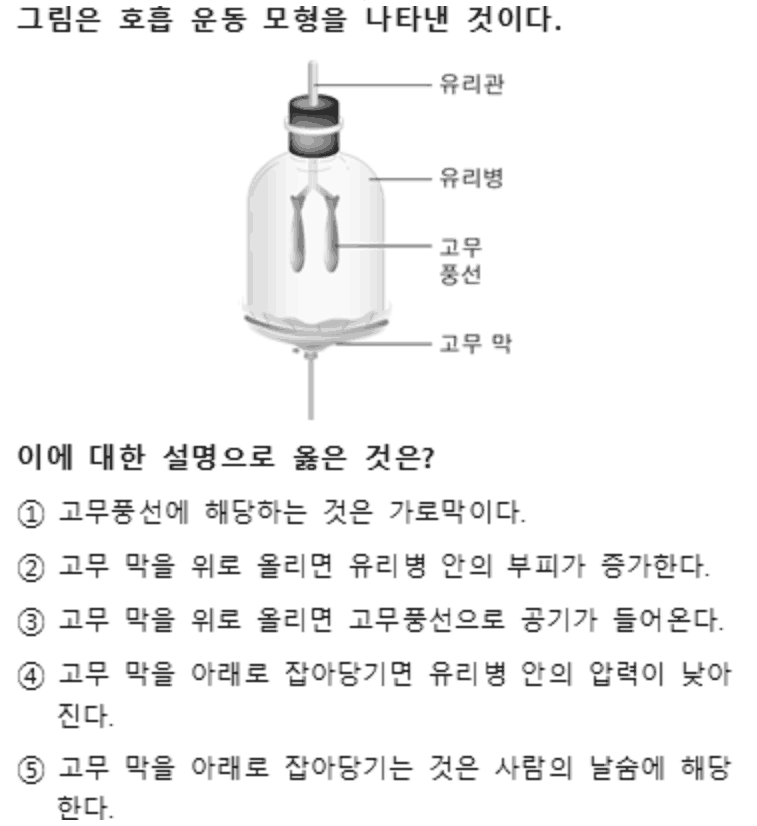 그림은 호흡 운동 모형을 나타낸 것이다.
유리관
유리병
고무
풍선
고무 막
이에 대한 설명으로 옳은 것은?
① 고무풍선에 해당하는 것은 가로막이다.
② 고무 막을 위로 올리면 유리병 안의 부피가 증가한다.
③ 고무 막을 위로 올리면 고무풍선으로 공기가 들어온다.
④ 고무 막을 아래로 잡아당기면 유리병 안의 압력이 낮아
진다.
⑤ 고무 막을 아래로 잡아당기는 것은 사람의 날숨에 해당
한다.